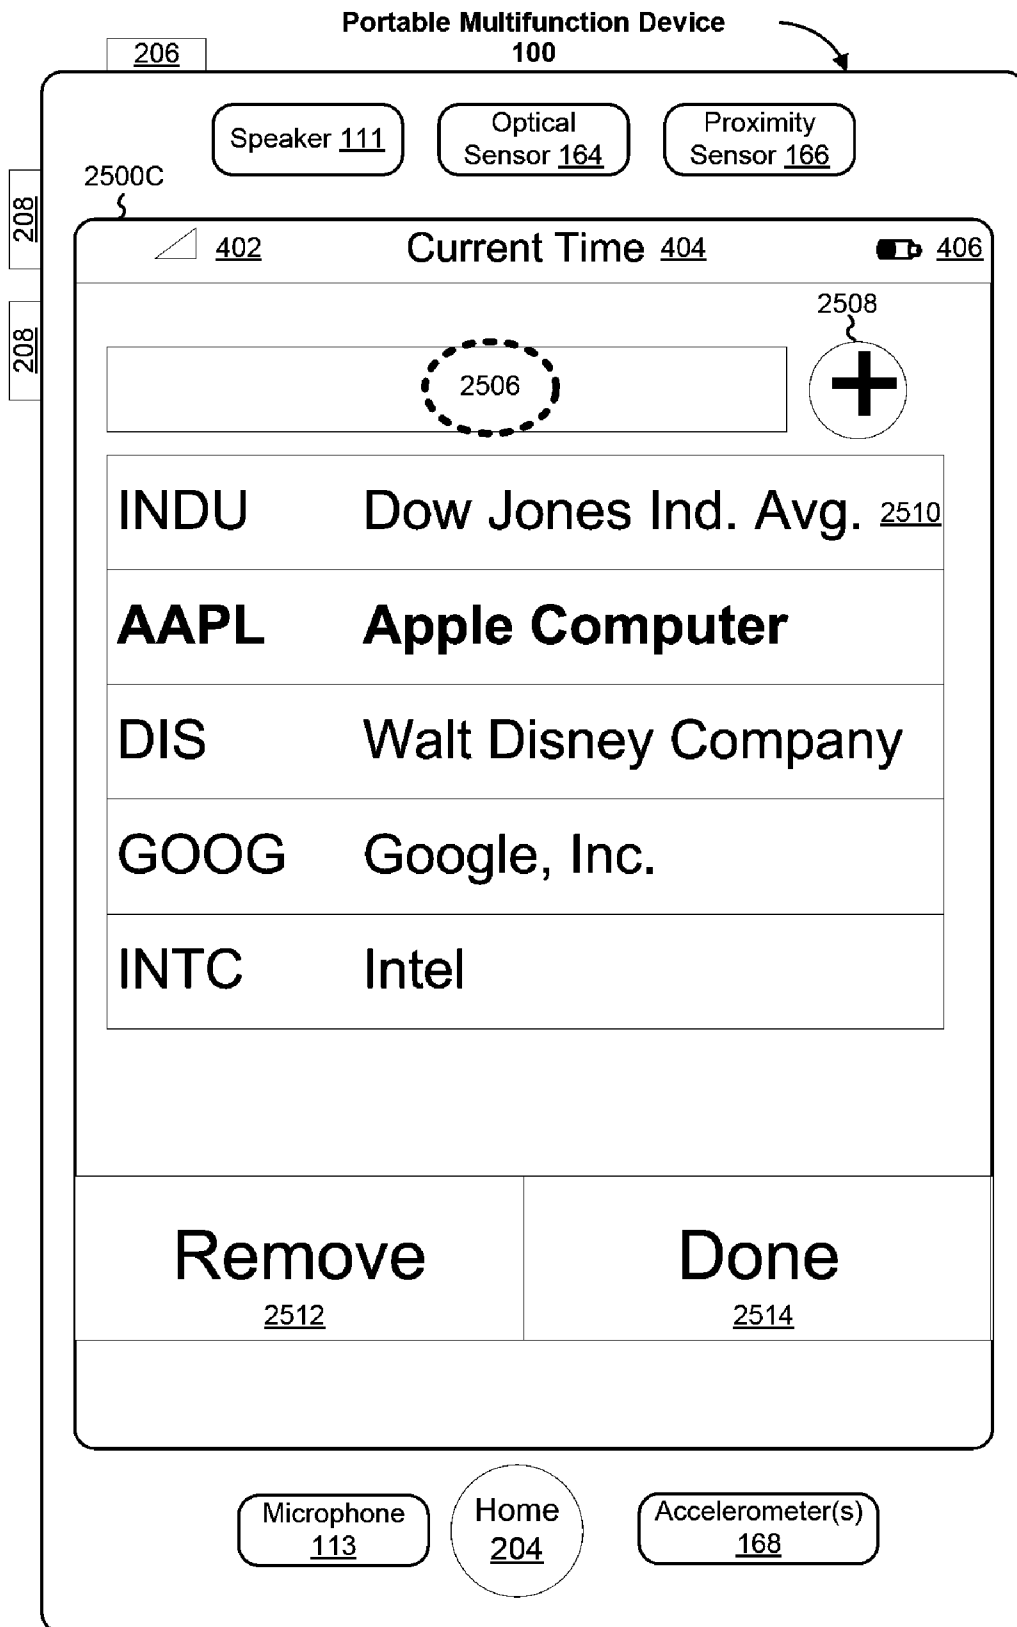 Portable Multifunction Device
100
206
Speaker 111
Optical
Sensor 164
Proximity
Sensor 166
2500C
208
208
402
Current Time 404
406
2508
2506
INDU Dow Jones Ind. Avg. 2510
AAPL Apple Computer
DIS Walt Disney Company
GOOG Google, Inc.
INTC Intel
Remove
2512
Done
2514
Microphone
113
Home
204
Accelerometer(s)
168